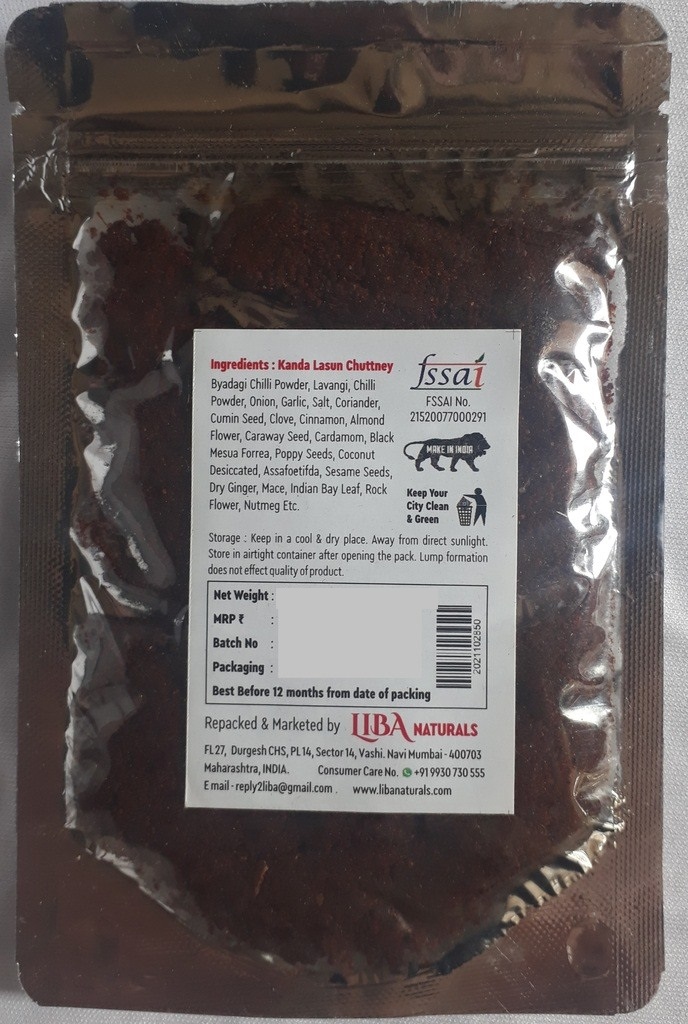 Ingredients : Kanda Lasun Chuttney
Byadagi Chilli Powder, Lavangi, Chilli
Powder, Onion, Garlic, Salt, Coriander,
Cumin Seed, Clove, Cinnamon, Almond
Flower, Caraway Seed, Cardamom, Black
Mesua Forrea, Poppy Seeds, Coconut
Desiccated, Assafoetifda, Sesame Seeds,
Dry Ginger, Mace, Indian Bay Leaf, Rock
Flower, Nutmeg Etc.
fssai
FSSAI No.
21520077000291
MAKE IN INDIA
Keep Your
City Clean
& Green
Storage : Keep in a cool & dry place. Away from direct sunlight.
Store in airtight container after opening the pack. Lump formation
does not effect quality of product.
Net Weight :
MRP ₹ :
Batch No :
Packaging :
2021102850
Best Before 12 months from date of packing
Repacked & Marketed by LIBA NATURALS
FL 27, Durgesh CHS, PL 14, Sector 14, Vashi. Navi Mumbai - 400703
Maharashtra, INDIA. Consumer Care No. +91 9930 730 555
E mail - reply2liba@gmail.com . www.libanaturals.com